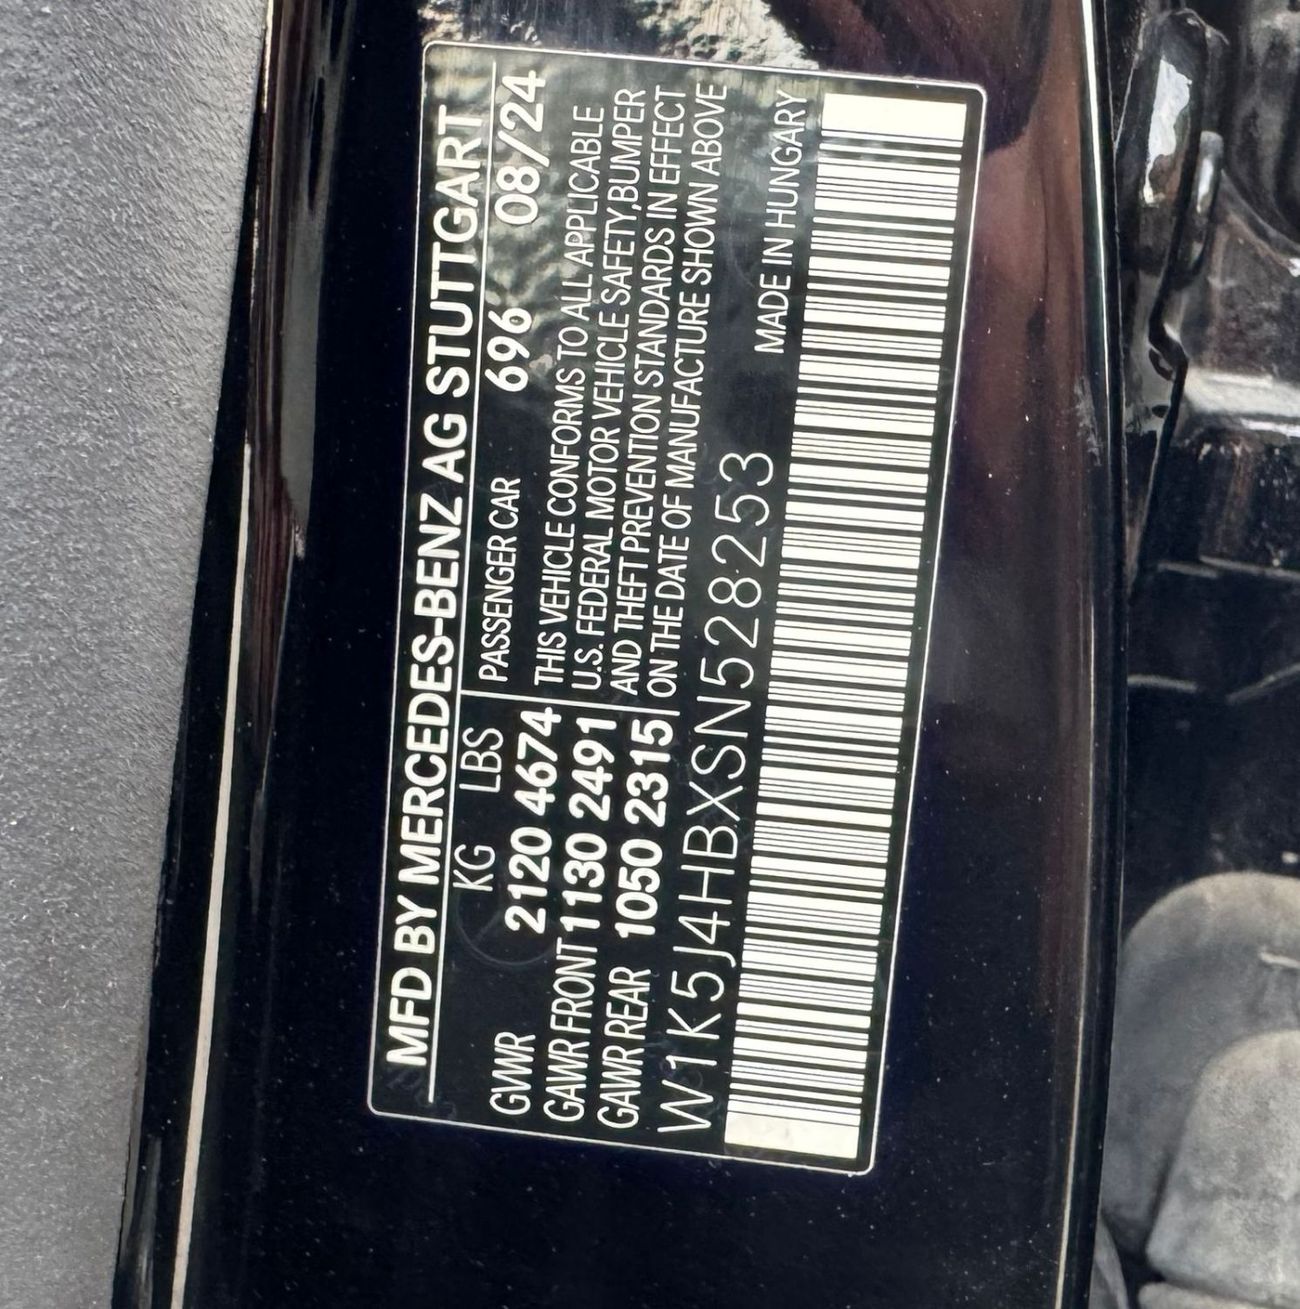 MFD BY MERCEDES-BENZ AG STUTTGART
KG LBS PASSENGER CAR 696 08/24
GVWR 2120 4674
GAWR FRONT 1130 2491
GAWR REAR 1050 2315
THIS VEHICLE CONFORMS TO ALL APPLICABLE
U.S. FEDERAL MOTOR VEHICLE SAFETY,BUMPER
AND THEFT PREVENTION STANDARDS IN EFFECT
ON THE DATE OF MANUFACTURE SHOWN ABOVE
W1K5J4HBXSN528253
MADE IN HUNGARY